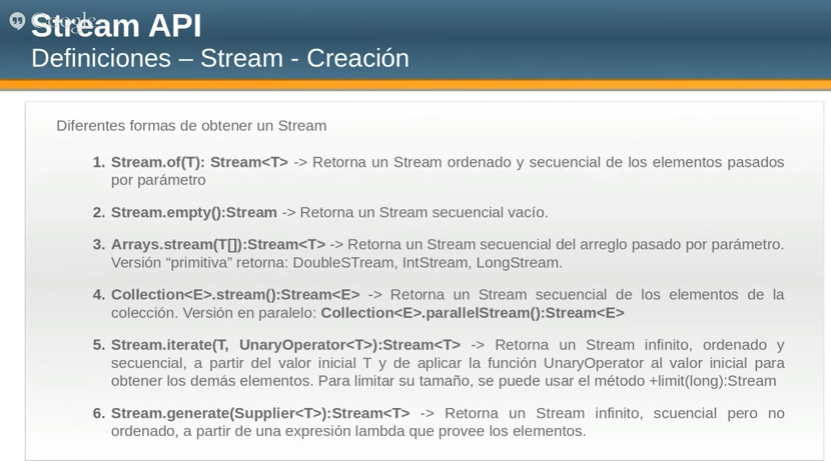 Google
Stream API
Definiciones – Stream - Creación
Diferentes formas de obtener un Stream
1. Stream.of(T): Stream<T> -> Retorna un Stream ordenado y secuencial de los elementos pasados
por parámetro
2. Stream.empty():Stream -> Retorna un Stream secuencial vacío.
3. Arrays.stream(T[]):Stream<T> -> Retorna un Stream secuencial del arreglo pasado por parámetro.
Versión “primitiva” retorna: DoubleSTream, IntStream, LongStream.
4. Collection<E>.stream():Stream<E> -> Retorna un Stream secuencial de los elementos de la
colección. Versión en paralelo: Collection<E>.parallelStream():Stream<E>
5. Stream.iterate(T, UnaryOperator<T>):Stream<T> -> Retorna un Stream infinito, ordenado y
secuencial, a partir del valor inicial T y de aplicar la función UnaryOperator al valor inicial para
obtener los demás elementos. Para limitar su tamaño, se puede usar el método +limit(long):Stream
6. Stream.generate(Supplier<T>):Stream<T> -> Retorna un Stream infinito, scuencial pero no
ordenado, a partir de una expresión lambda que provee los elementos.